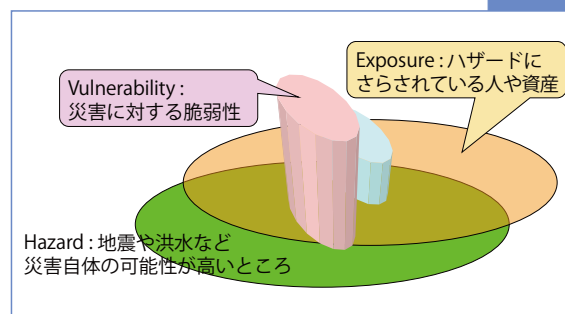 Vulnerability :
災害に対する脆弱性
Exposure : ハザードに
さらされている人や資産
Hazard : 地震や洪水など
災害自体の可能性が高いところ